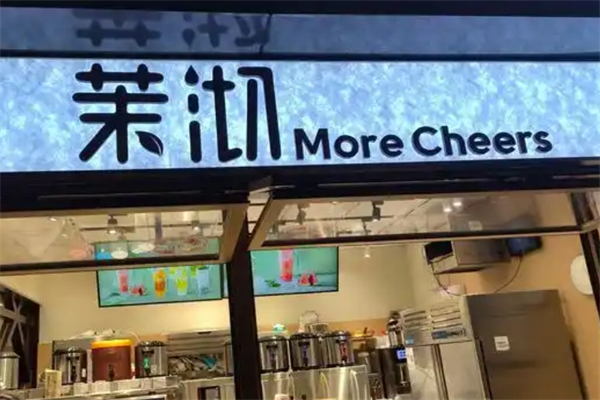 茉沏 More Cheers